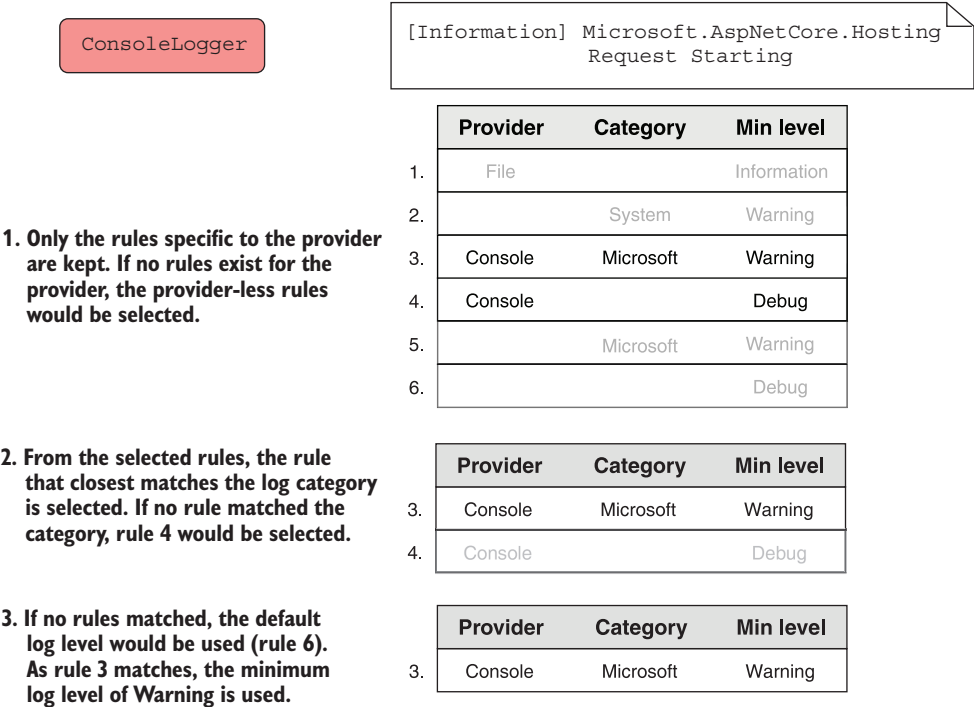 ConsoleLogger
[Information] Microsoft.AspNetCore.Hosting
Request Starting
Provider Category Min level
1. File Information
2. System Warning
3. Console Microsoft Warning
4. Console Debug
5. Microsoft Warning
6. Debug
1. Only the rules specific to the provider
are kept. If no rules exist for the
provider, the provider-less rules
would be selected.
2. From the selected rules, the rule
that closest matches the log category
is selected. If no rule matched the
category, rule 4 would be selected.
Provider Category Min level
3. Console Microsoft Warning
4. Console Debug
3. If no rules matched, the default
log level would be used (rule 6).
As rule 3 matches, the minimum
log level of Warning is used.
Provider Category Min level
3. Console Microsoft Warning